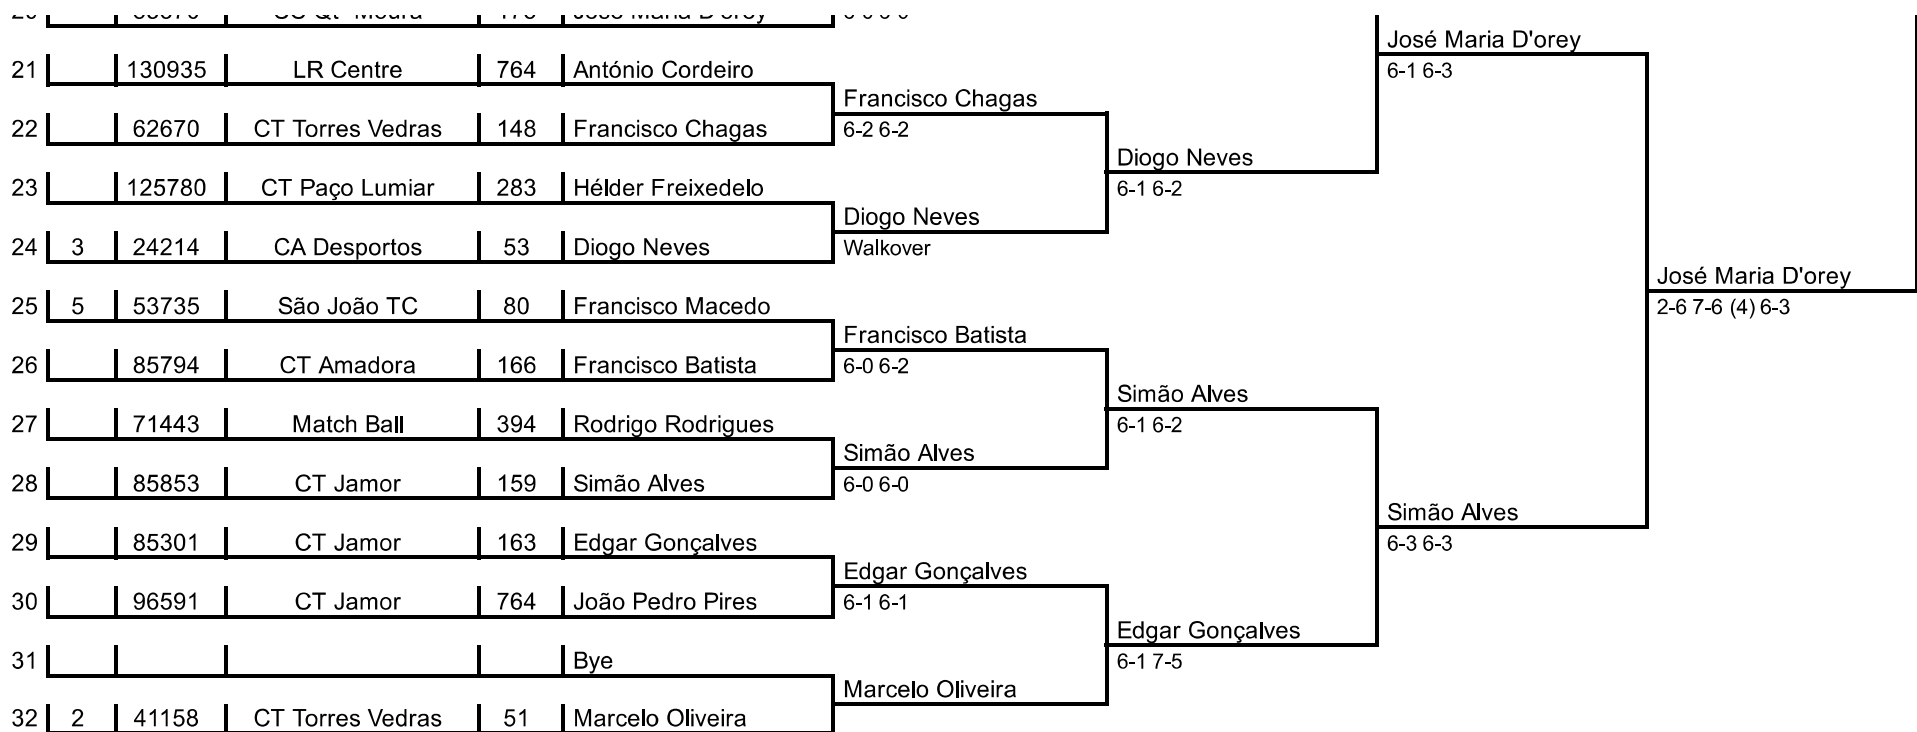 José Maria D'orey
21 130935 LR Centre 764 António Cordeiro
6-1 6-3
Francisco Chagas
22 62670 CT Torres Vedras 148 Francisco Chagas
6-2 6-2
Diogo Neves
23 125780 CT Paço Lumiar 283 Hélder Freixedelo
6-1 6-2
Diogo Neves
24 3 24214 CA Desportos 53 Diogo Neves
Walkover
José Maria D'orey
25 5 53735 São João TC 80 Francisco Macedo
2-6 7-6 (4) 6-3
Francisco Batista
26 85794 CT Amadora 166 Francisco Batista
6-0 6-2
Simão Alves
27 71443 Match Ball 394 Rodrigo Rodrigues
6-1 6-2
Simão Alves
28 85853 CT Jamor 159 Simão Alves
6-0 6-0
Simão Alves
29 85301 CT Jamor 163 Edgar Gonçalves
6-3 6-3
Edgar Gonçalves
30 96591 CT Jamor 764 João Pedro Pires
6-1 6-1
Edgar Gonçalves
31 Bye
6-1 7-5
Marcelo Oliveira
32 2 41158 CT Torres Vedras 51 Marcelo Oliveira